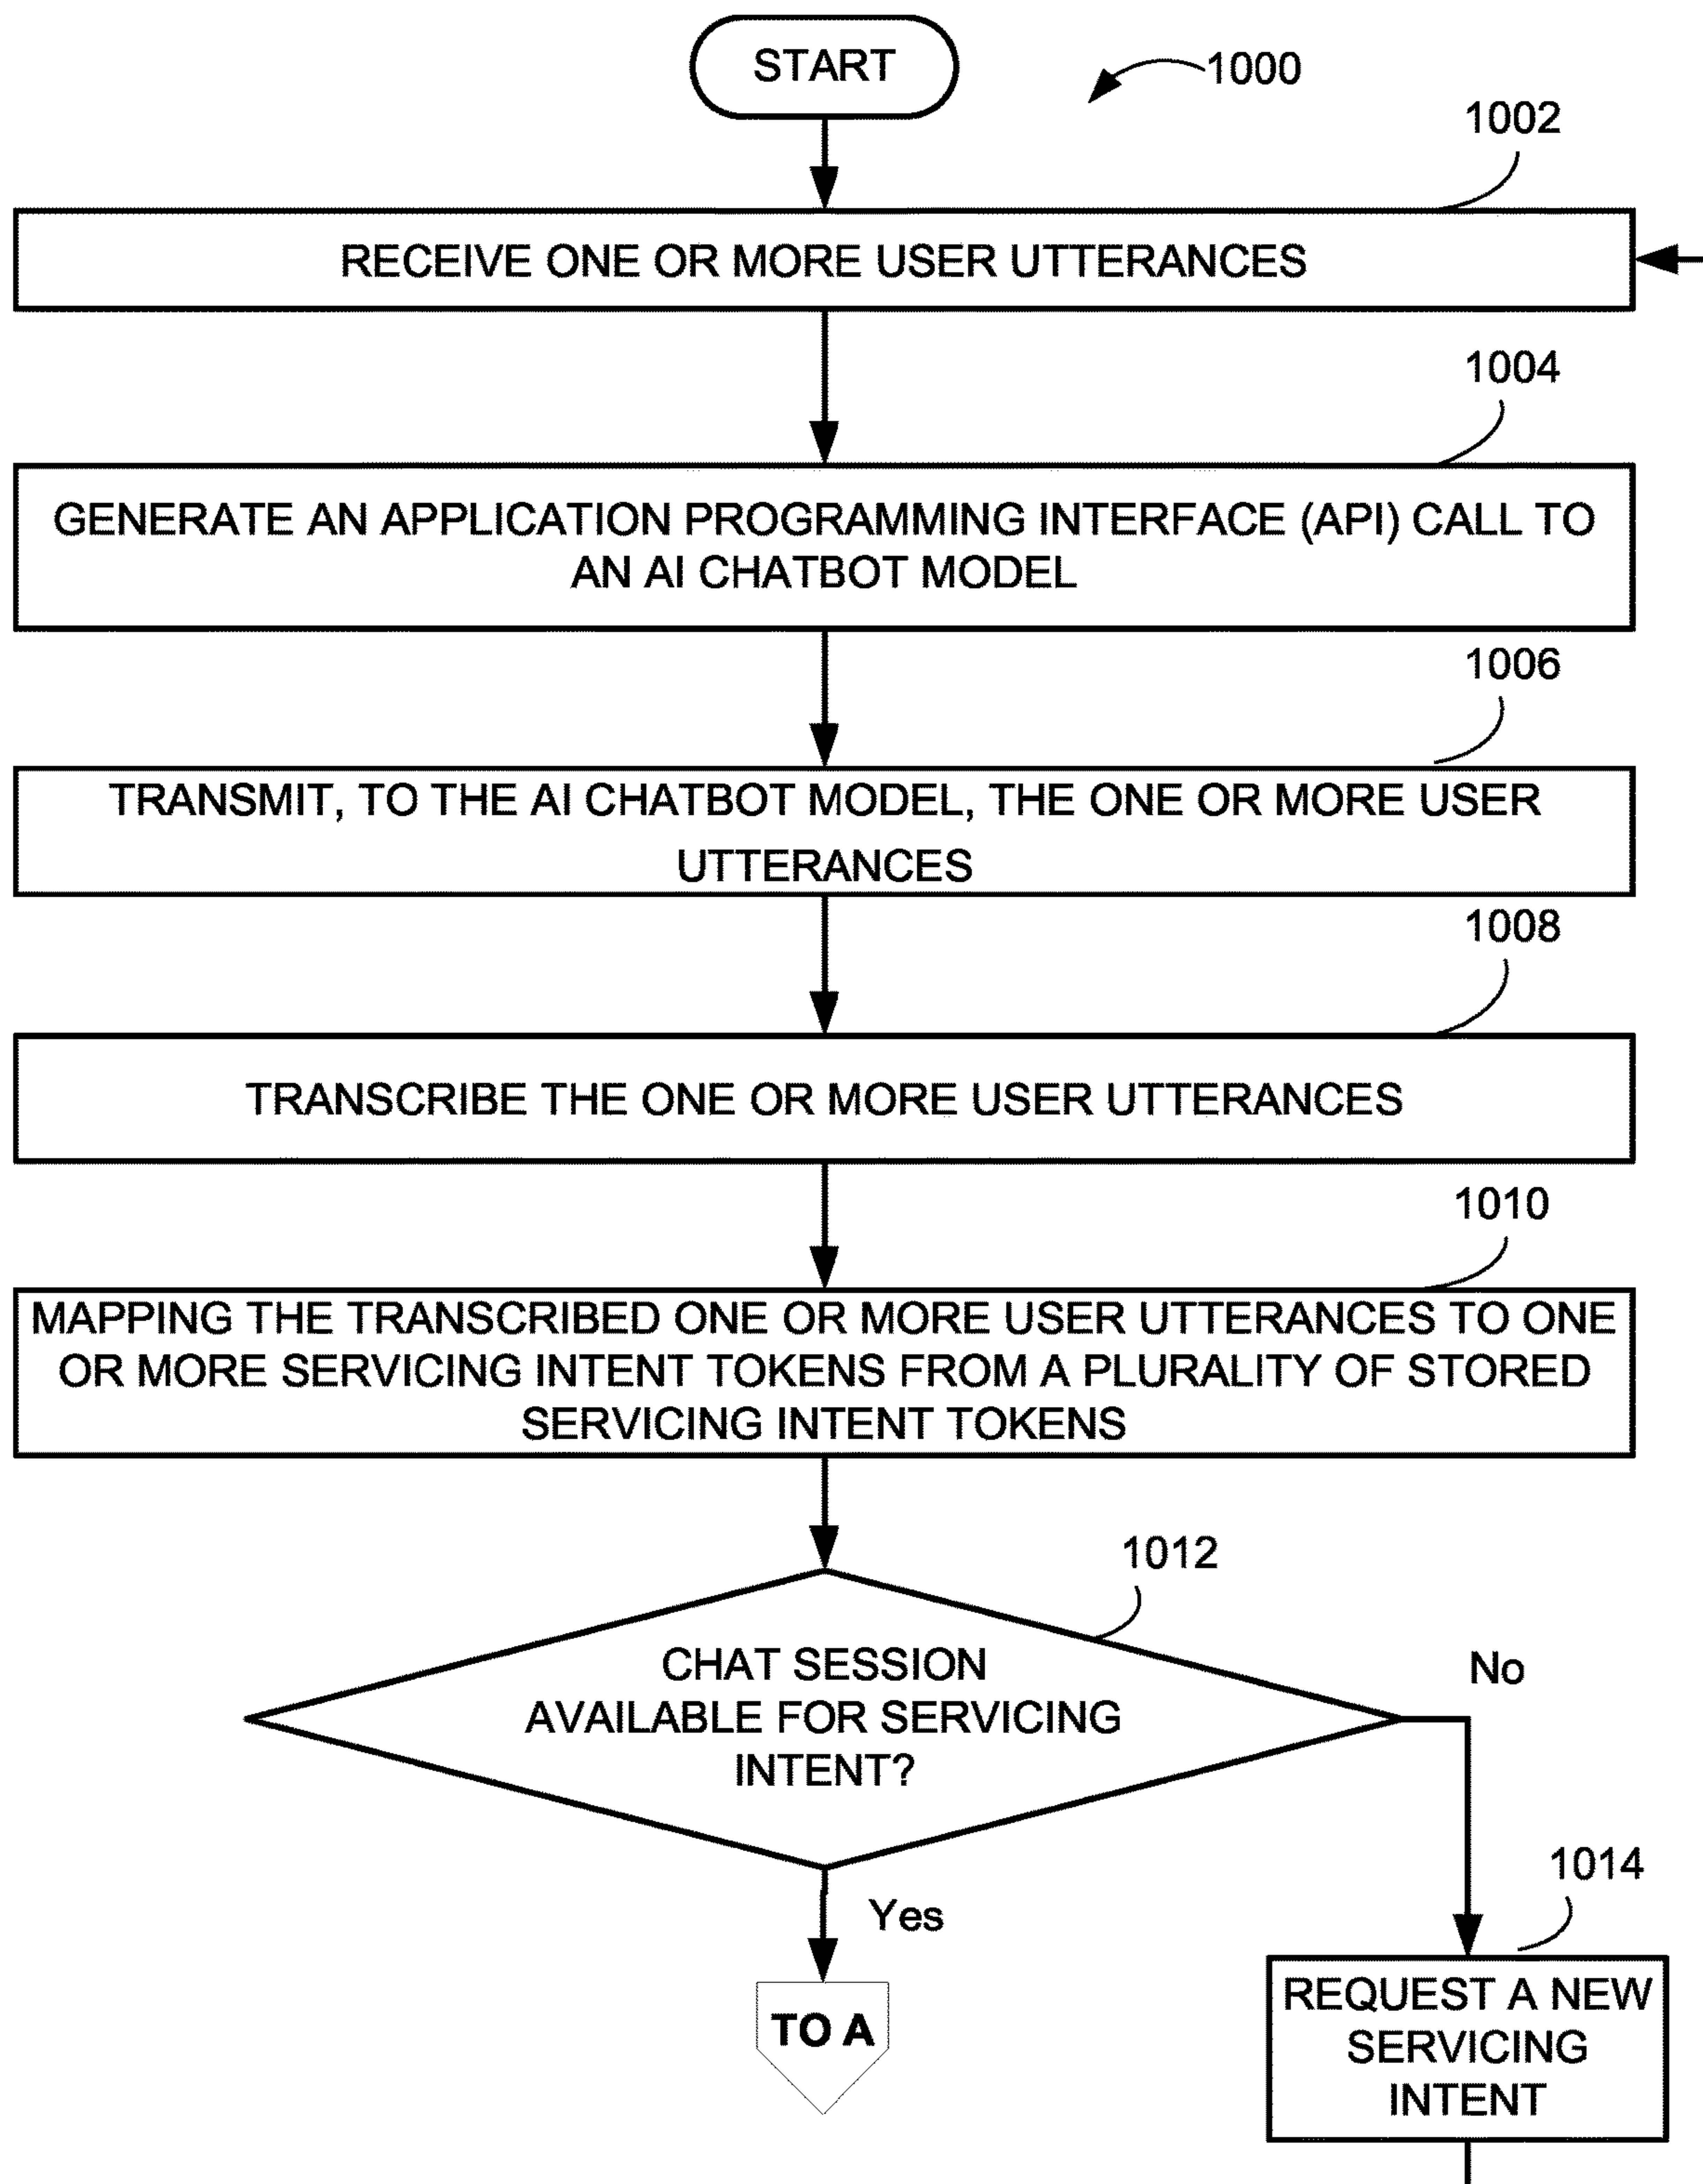 START
1000
1002
RECEIVE ONE OR MORE USER UTTERANCES
1004
GENERATE AN APPLICATION PROGRAMMING INTERFACE (API) CALL TO
AN AI CHATBOT MODEL
1006
TRANSMIT, TO THE AI CHATBOT MODEL, THE ONE OR MORE USER
UTTERANCES
1008
TRANSCRIBE THE ONE OR MORE USER UTTERANCES
1010
MAPPING THE TRANSCRIBED ONE OR MORE USER UTTERANCES TO ONE
OR MORE SERVICING INTENT TOKENS FROM A PLURALITY OF STORED
SERVICING INTENT TOKENS
1012
CHAT SESSION
AVAILABLE FOR SERVICING
INTENT?
No
Yes
TO A
1014
REQUEST A NEW
SERVICING
INTENT